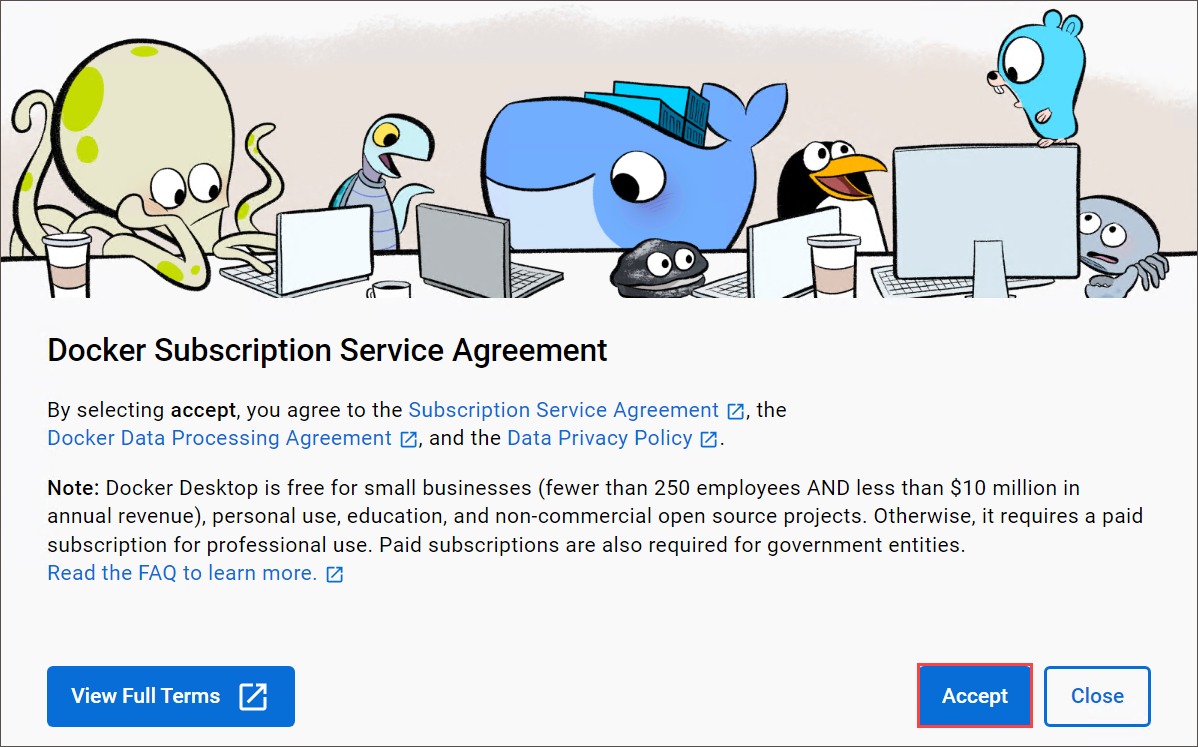 Docker Subscription Service Agreement
By selecting accept, you agree to the Subscription Service Agreement, the
Docker Data Processing Agreement, and the Data Privacy Policy.
Note: Docker Desktop is free for small businesses (fewer than 250 employees AND less than $10 million in
annual revenue), personal use, education, and non-commercial open source projects. Otherwise, it requires a paid
subscription for professional use. Paid subscriptions are also required for government entities.
Read the FAQ to learn more.
View Full Terms
Accept
Close